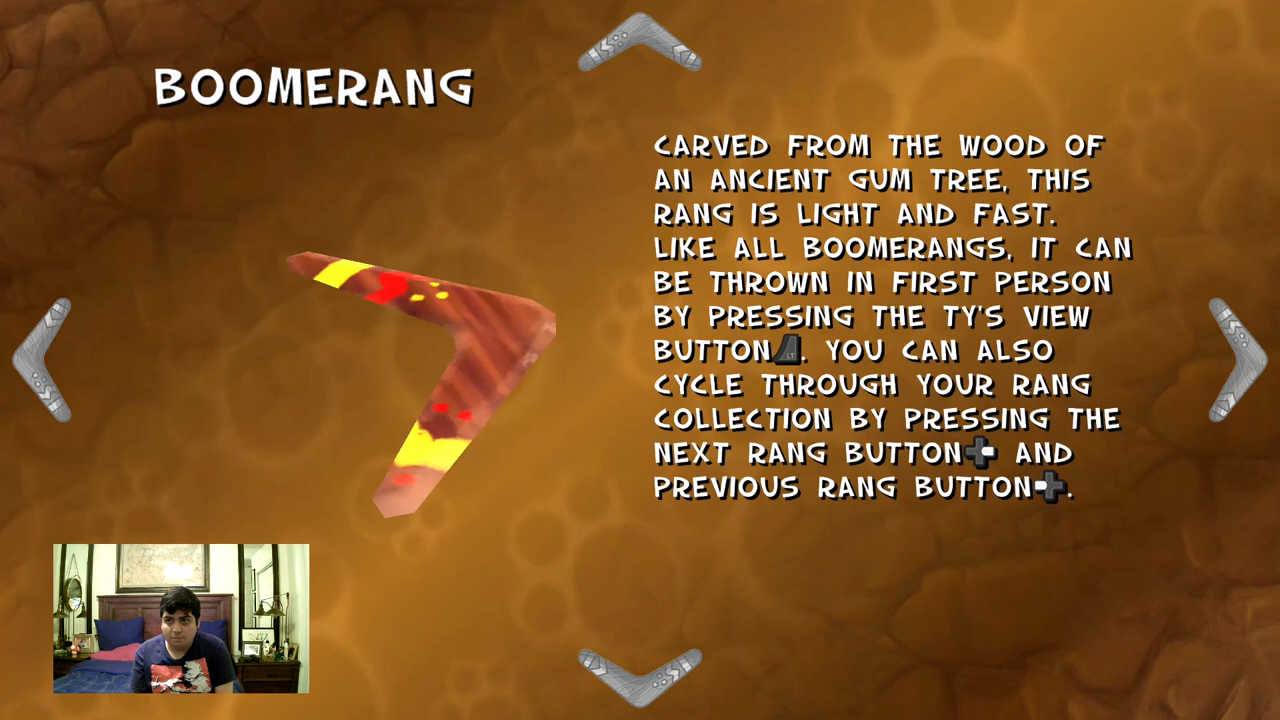 BOOMERANG
CARVED FROM THE WOOD OF
AN ANCIENT GUM TREE, THIS
RANG IS LIGHT AND FAST.
LIKE ALL BOOMERANGS, IT CAN
BE THROWN IN FIRST PERSON
BY PRESSING THE TY'S VIEW
BUTTON LT. YOU CAN ALSO
CYCLE THROUGH YOUR RANG
COLLECTION BY PRESSING THE
NEXT RANG BUTTON AND
PREVIOUS RANG BUTTON.